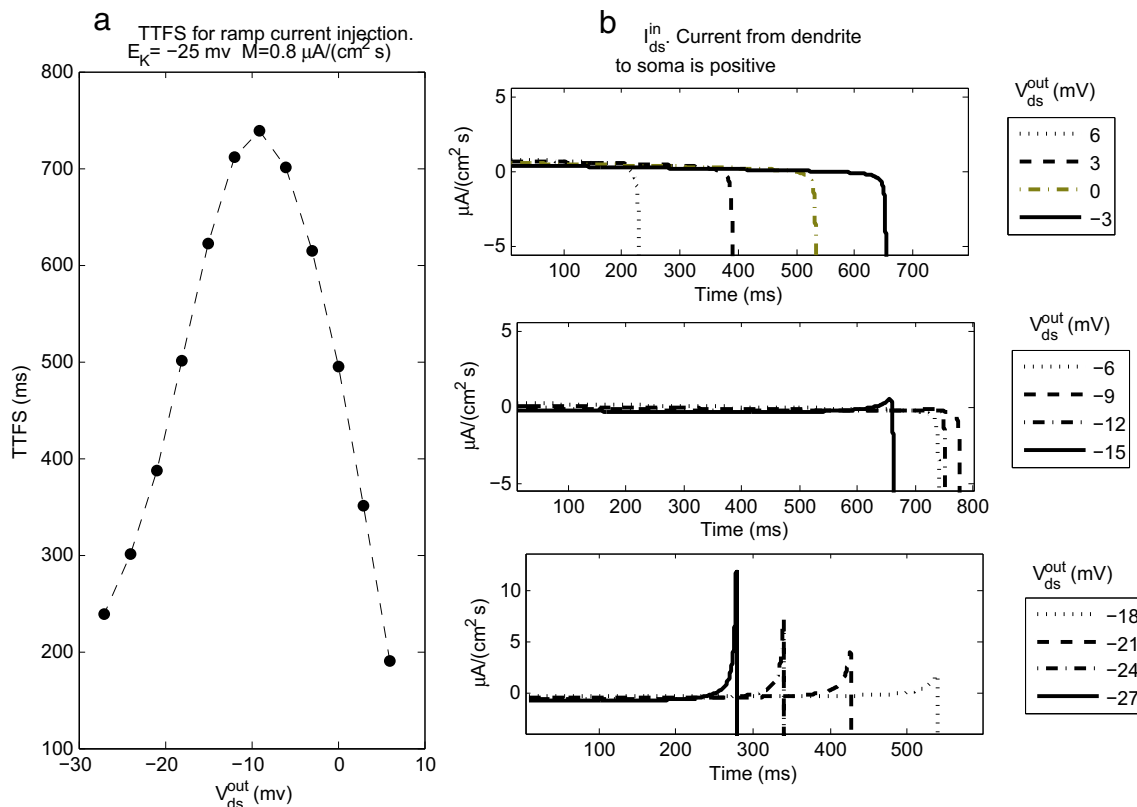 a
TTFS for ramp current injection.
E_K= −25 mv M=0.8 μA/(cm² s)
800
700
600
500
400
300
200
100
TTFS (ms)
−30 −20 −10 0 10
V_ds^out (mv)
b
I_ds^in. Current from dendrite
to soma is positive
5
0
−5
μA/(cm² s)
100 200 300 400 500 600 700
Time (ms)
V_ds^out (mV)
6
3
0
−3
5
0
−5
μA/(cm² s)
100 200 300 400 500 600 700 800
Time (ms)
V_ds^out (mV)
−6
−9
−12
−15
10
5
0
μA/(cm² s)
100 200 300 400 500
Time (ms)
V_ds^out (mV)
−18
−21
−24
−27